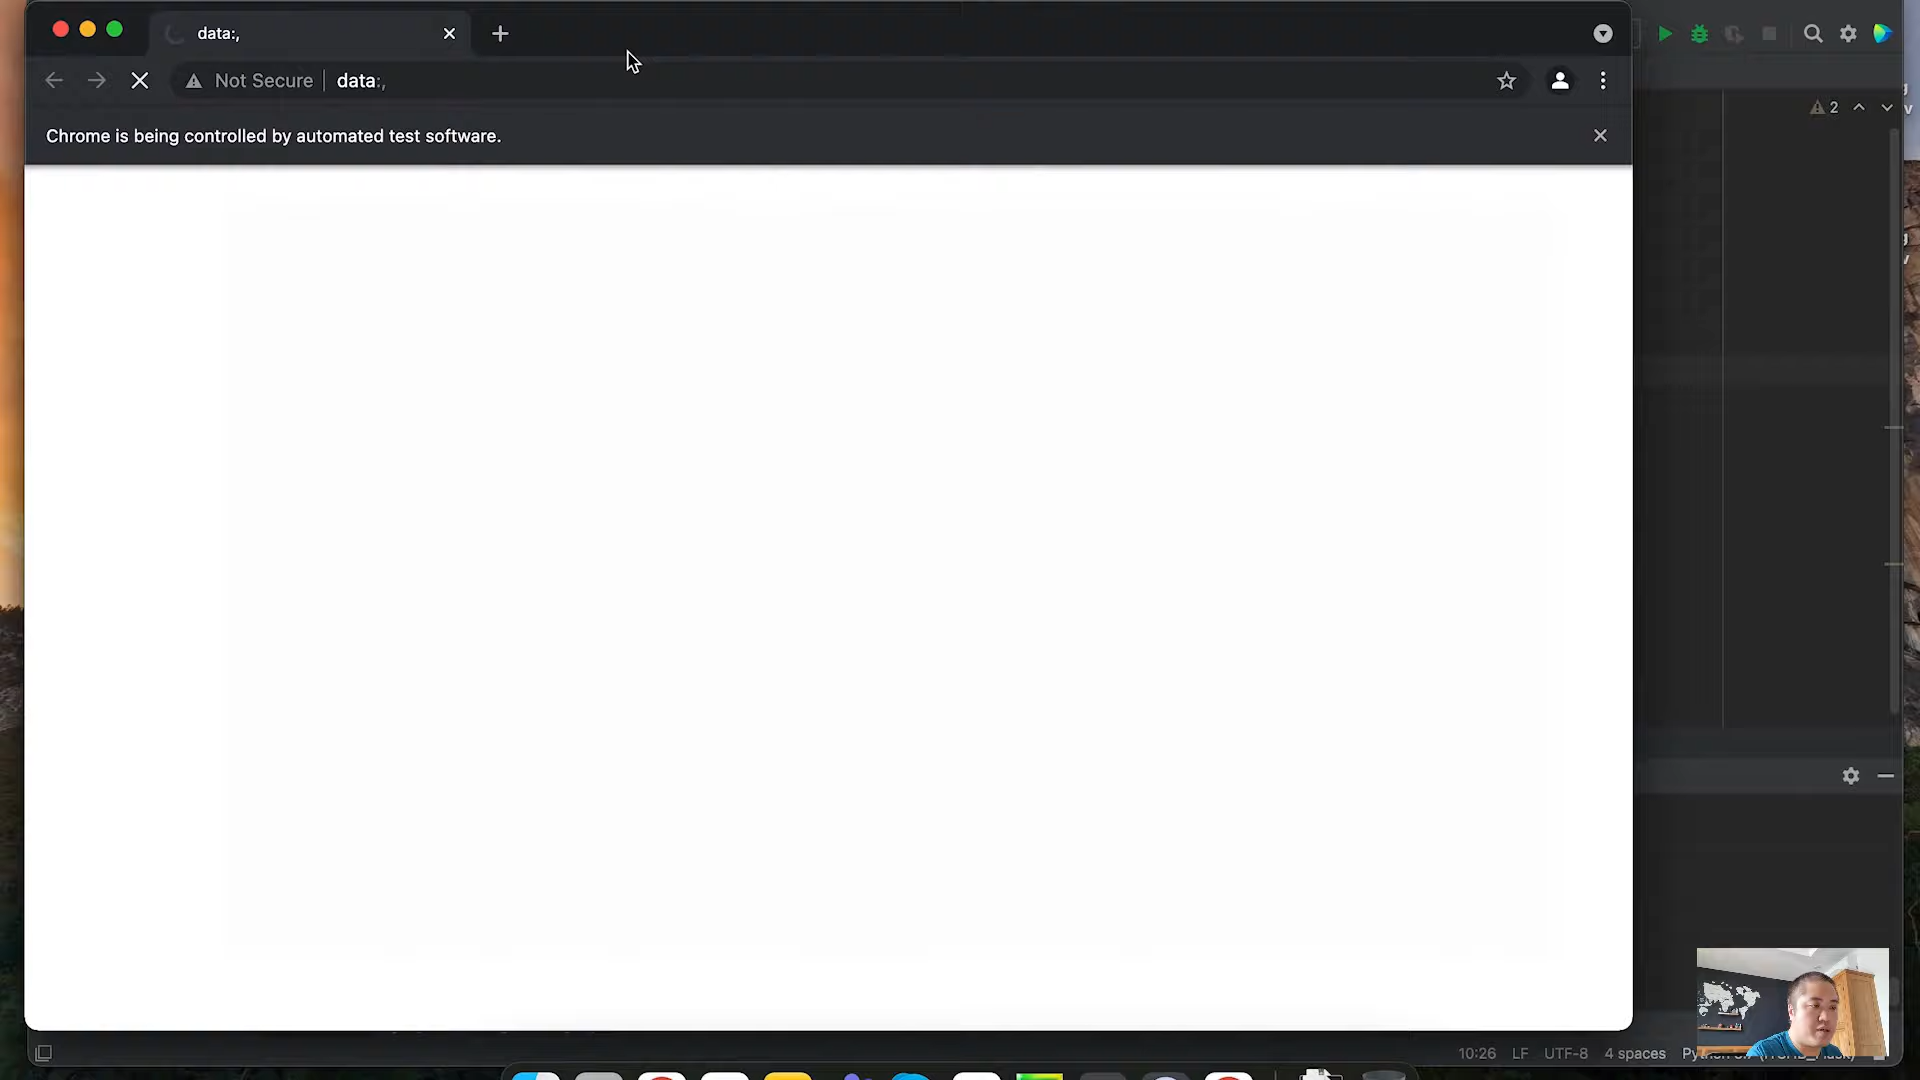 data:,
Not Secure data:,
Chrome is being controlled by automated test software.
2
10:26 LF UTF-8 4 spaces